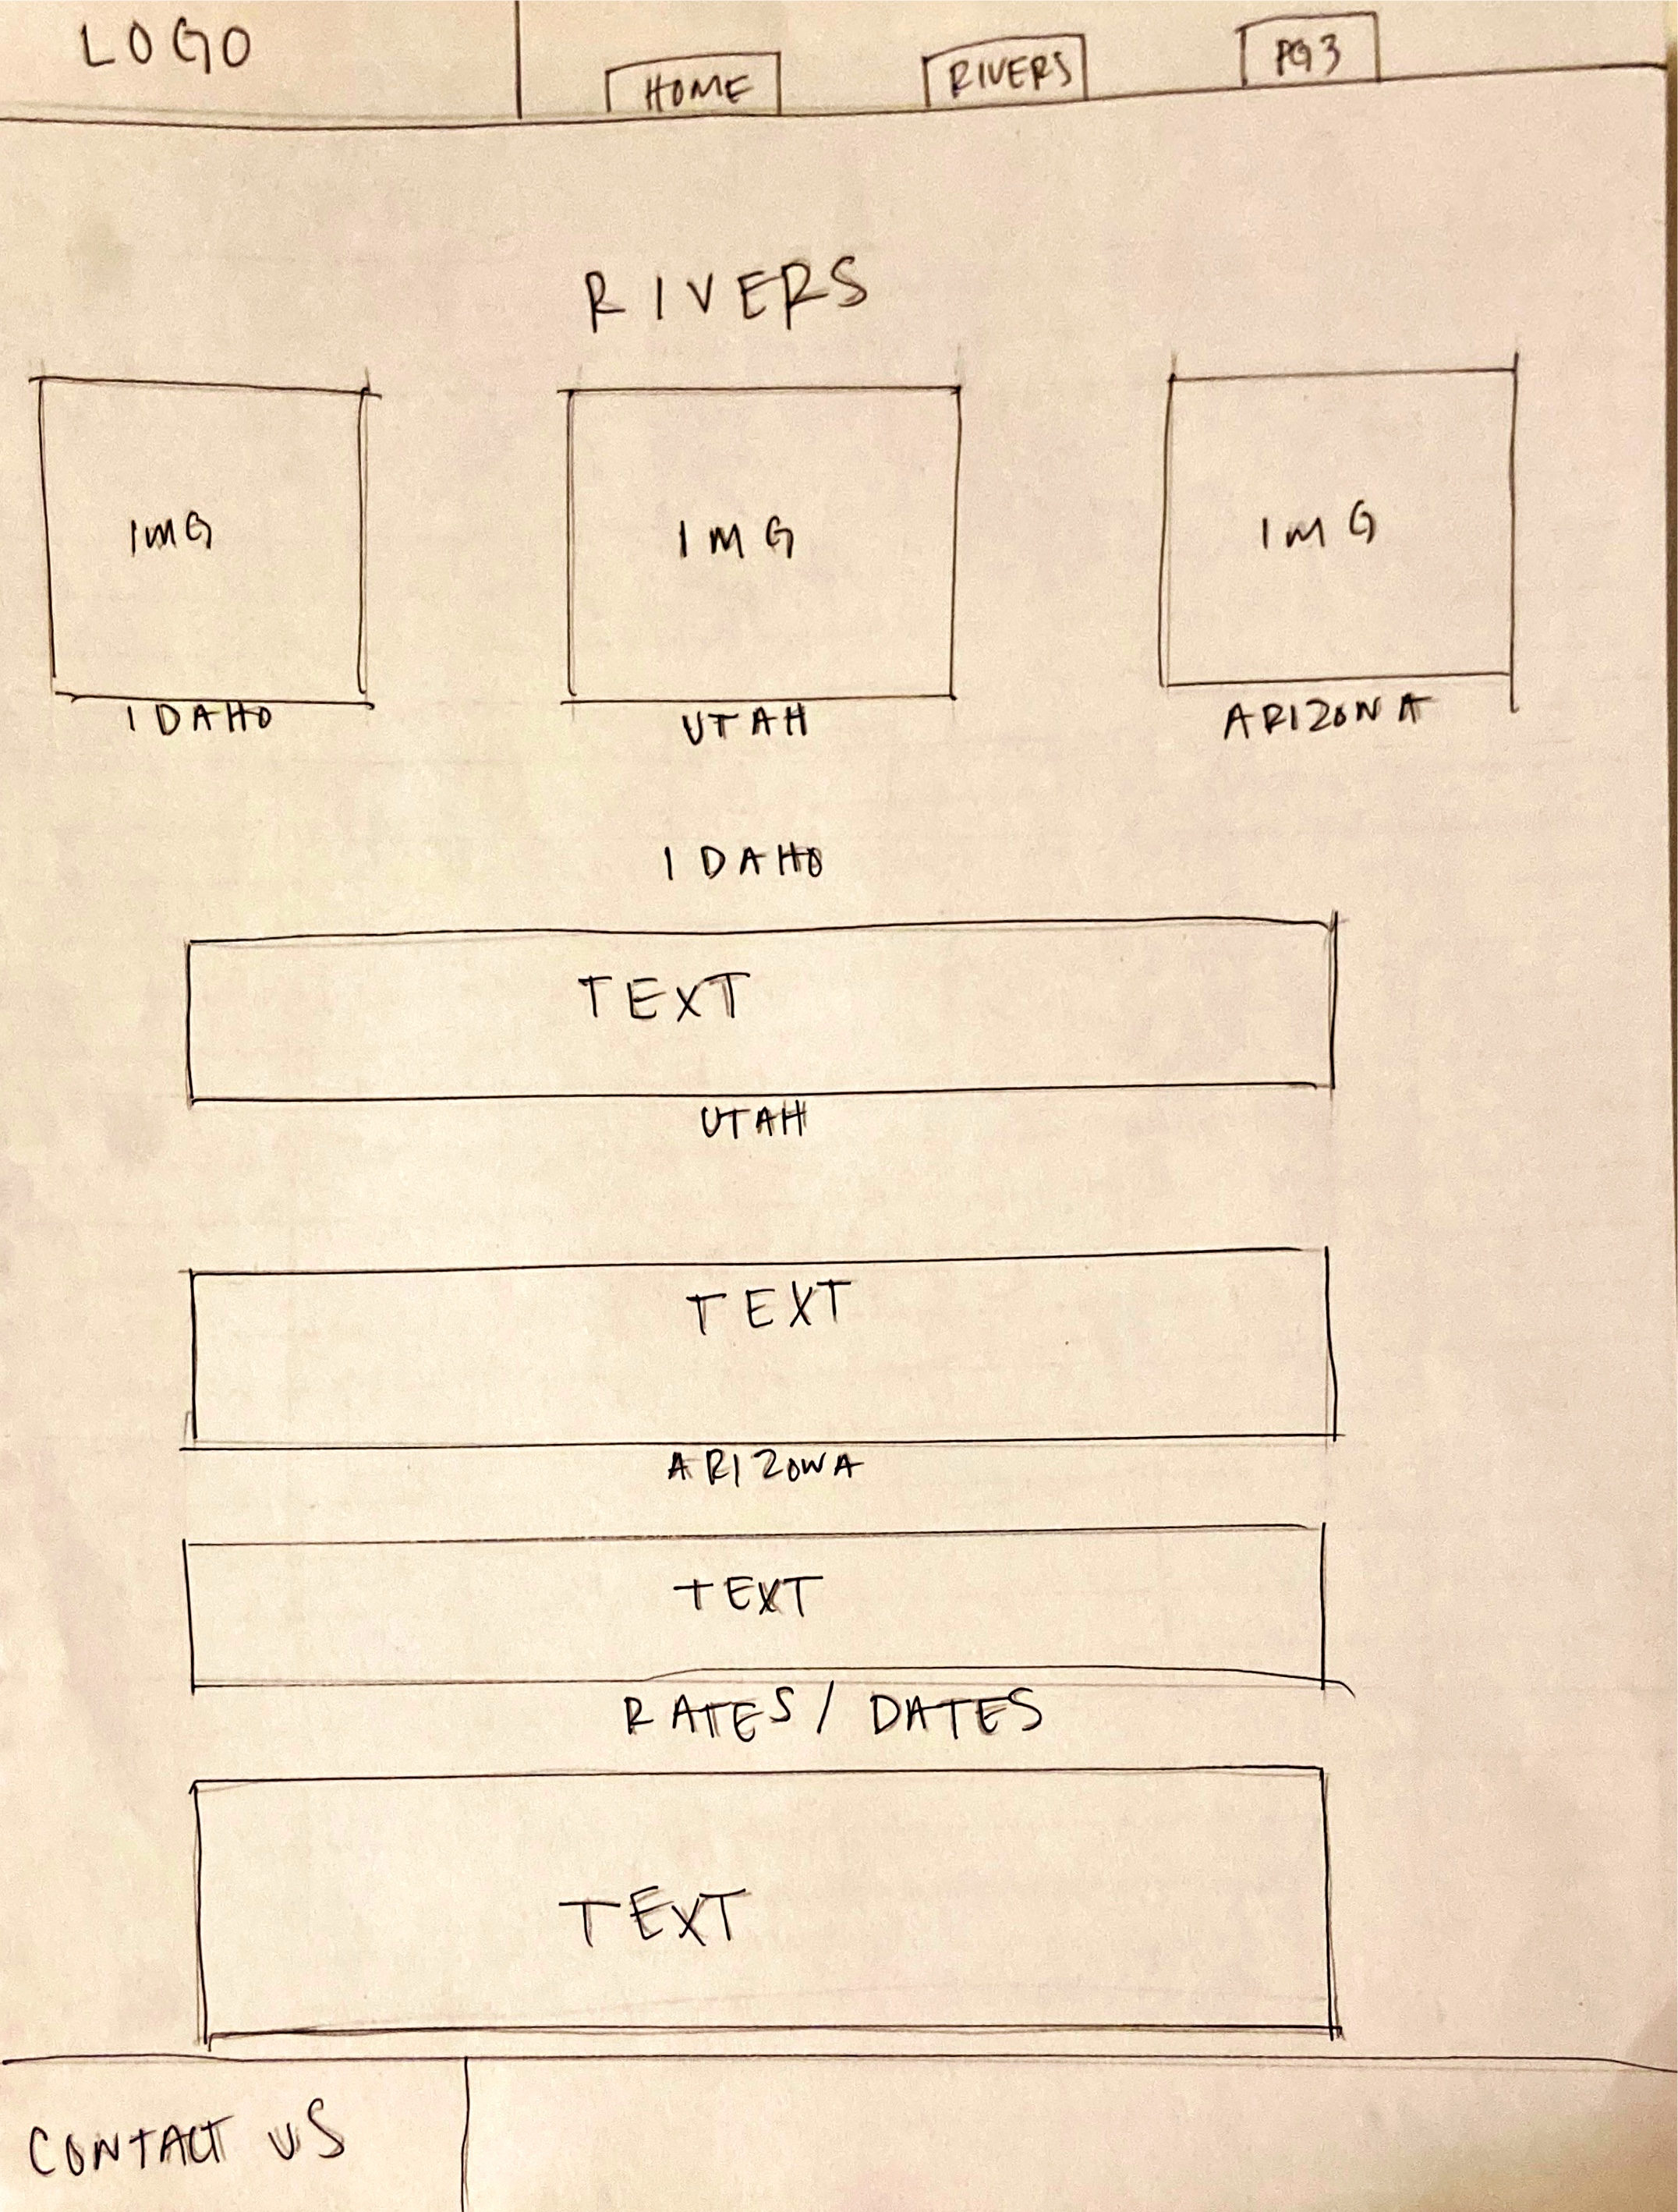 LOGO
HOME RIVERS PG3
RIVERS
IMG IMG IMG
IDAHO UTAH ARIZONA
IDAHO
TEXT
UTAH
TEXT
ARIZONA
TEXT
RATES / DATES
TEXT
CONTACT US